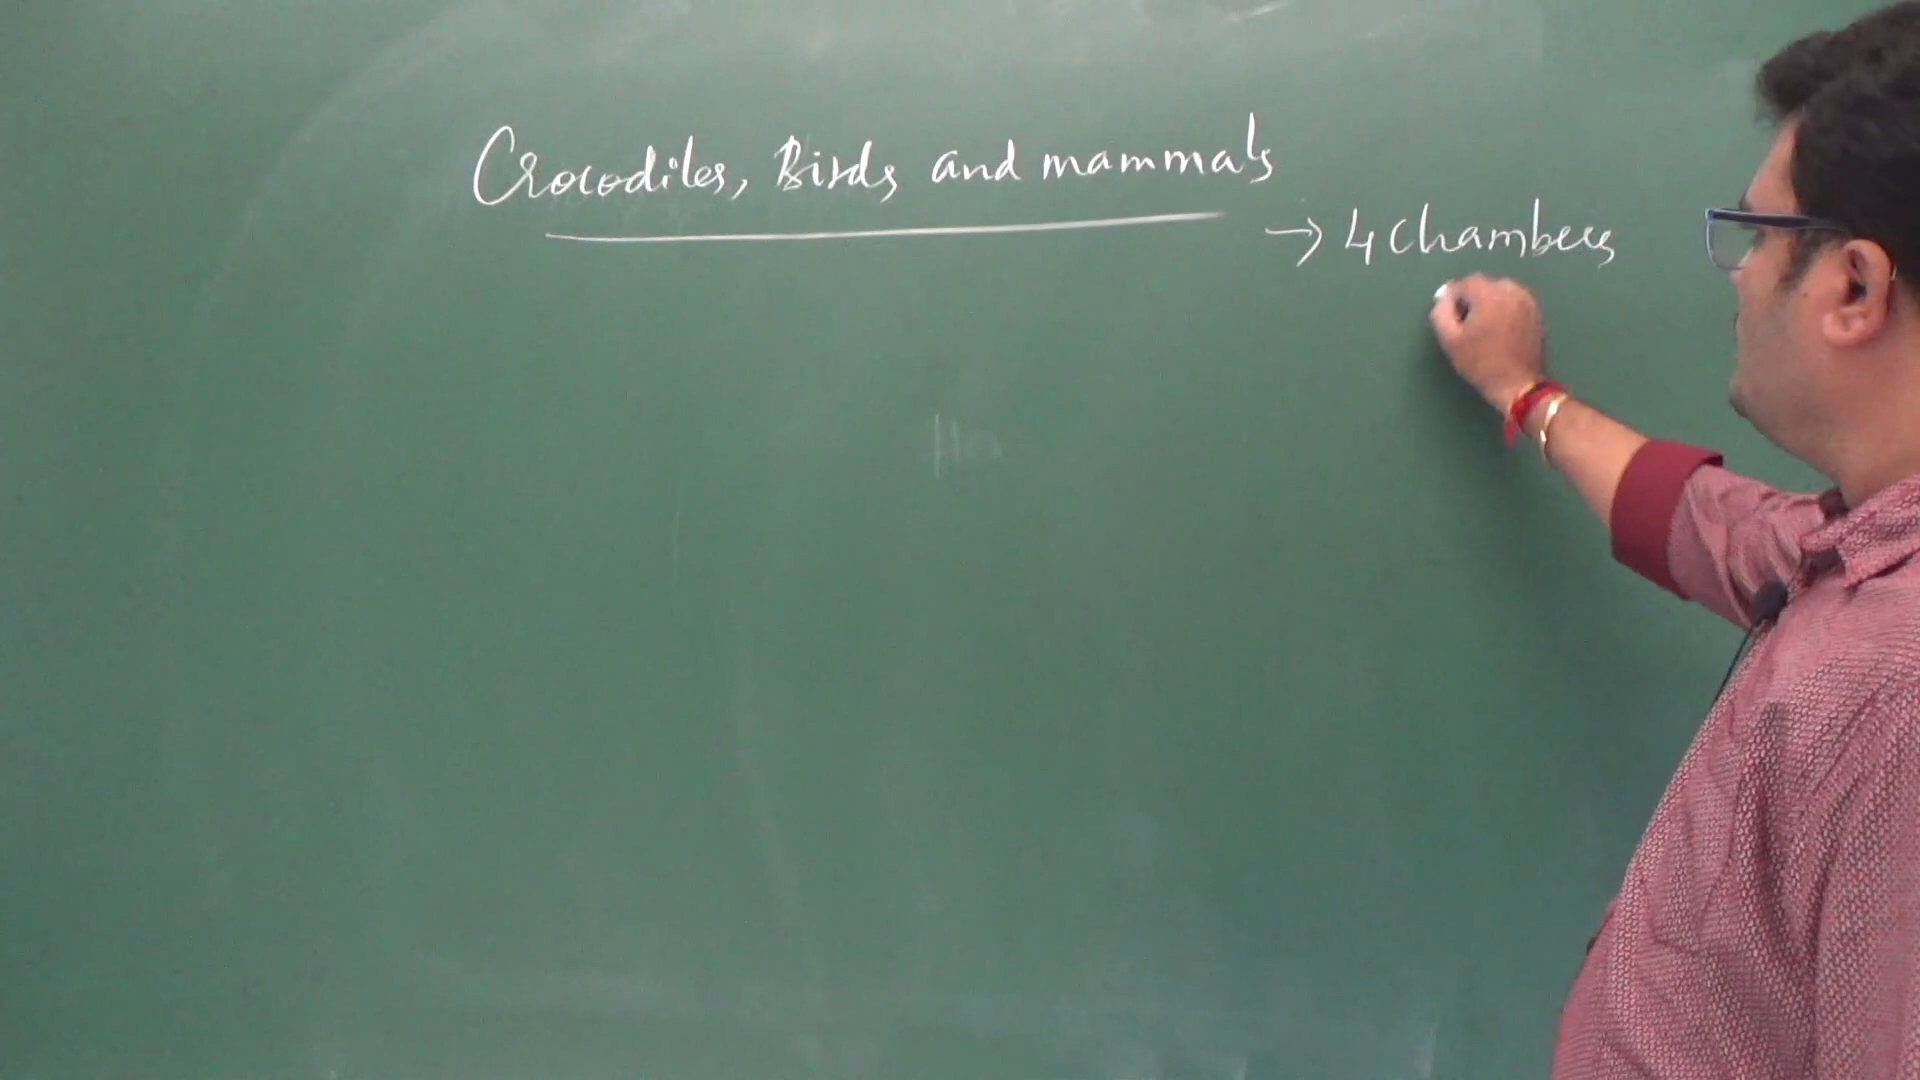 Crocodiles, Birds and mammals
→ 4 chambers